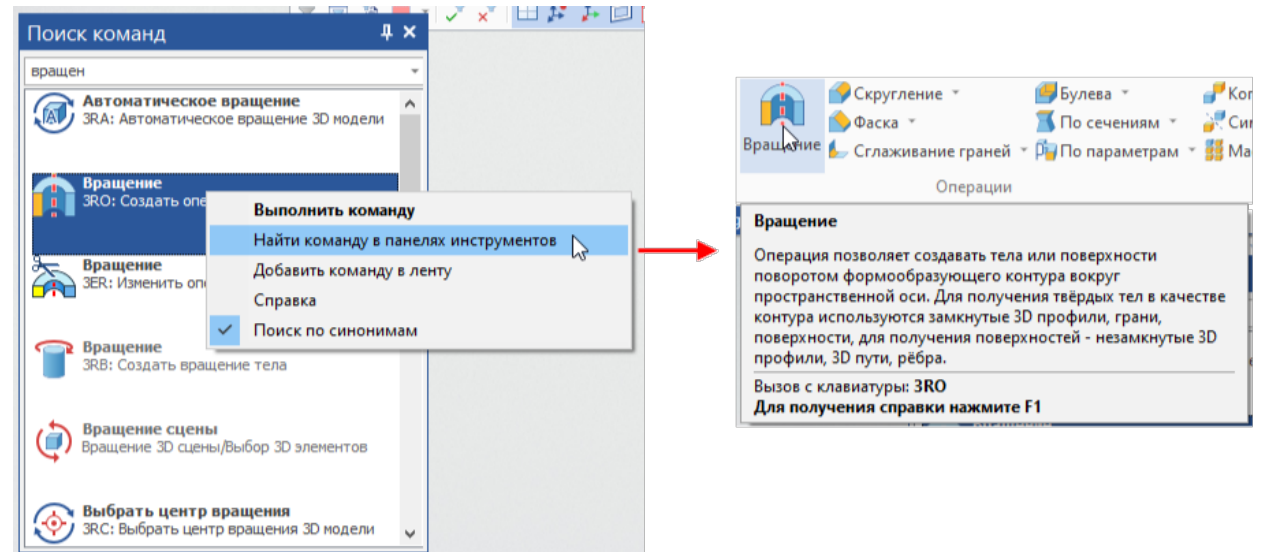 Поиск команд
вращен
Автоматическое вращение
3RA: Автоматическое вращение 3D модели
Вращение
3RO: Создать опе
Вращение
3ER: Изменить оп
Вращение
3RB: Создать вращение тела
Вращение сцены
Вращение 3D сцены/Выбор 3D элементов
Выбрать центр вращения
3RC: Выбрать центр вращения 3D модели
Выполнить команду
Найти команду в панелях инструментов
Добавить команду в ленту
Справка
Поиск по синонимам
Вращение
Скругление
Булева
Фаска
По сечениям
Сглаживание граней
По параметрам
Операции
Вращение
Операция позволяет создавать тела или поверхности
поворотом формообразующего контура вокруг
пространственной оси. Для получения твёрдых тел в качестве
контура используются замкнутые 3D профили, грани,
поверхности, для получения поверхностей - незамкнутые 3D
профили, 3D пути, рёбра.
Вызов с клавиатуры: 3RO
Для получения справки нажмите F1